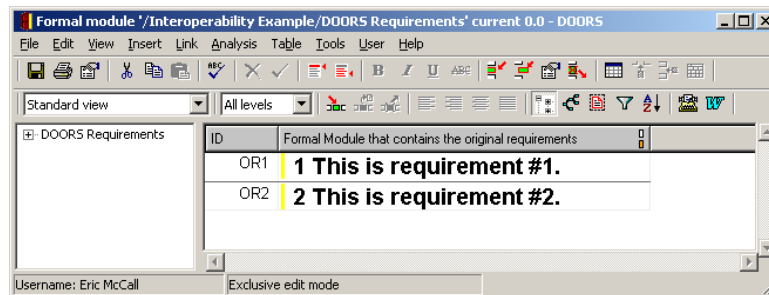 Formal module '/Interoperability Example/DOORS Requirements' current 0.0 - DOORS
File Edit View Insert Link Analysis Table Tools User Help
ABC B I U ABC
Standard view All levels W
DOORS Requirements
ID Formal Module that contains the original requirements
OR1 1 This is requirement #1.
OR2 2 This is requirement #2.
Username: Eric McCall Exclusive edit mode